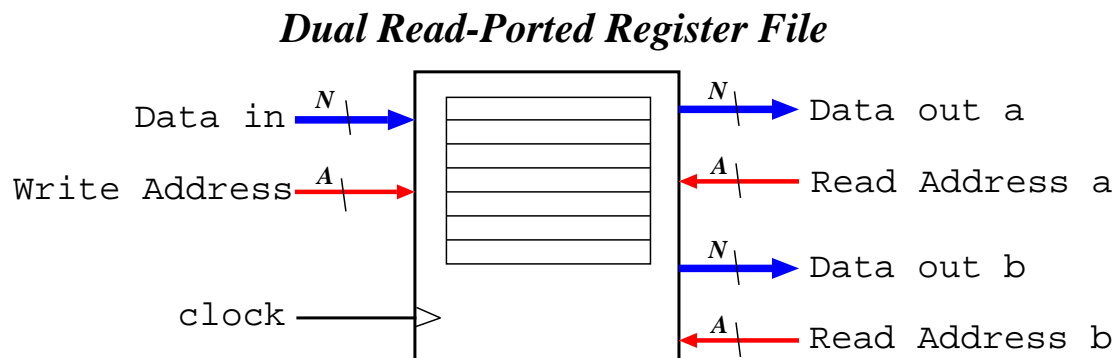 Dual Read-Ported Register File
N
Data in
N
Data out a
A
Write Address
A
Read Address a
N
Data out b
clock
A
Read Address b